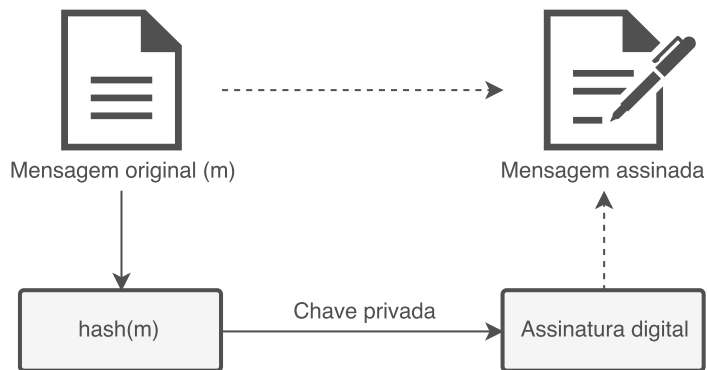 Mensagem original (m)
Mensagem assinada
Chave privada
hash(m)
Assinatura digital